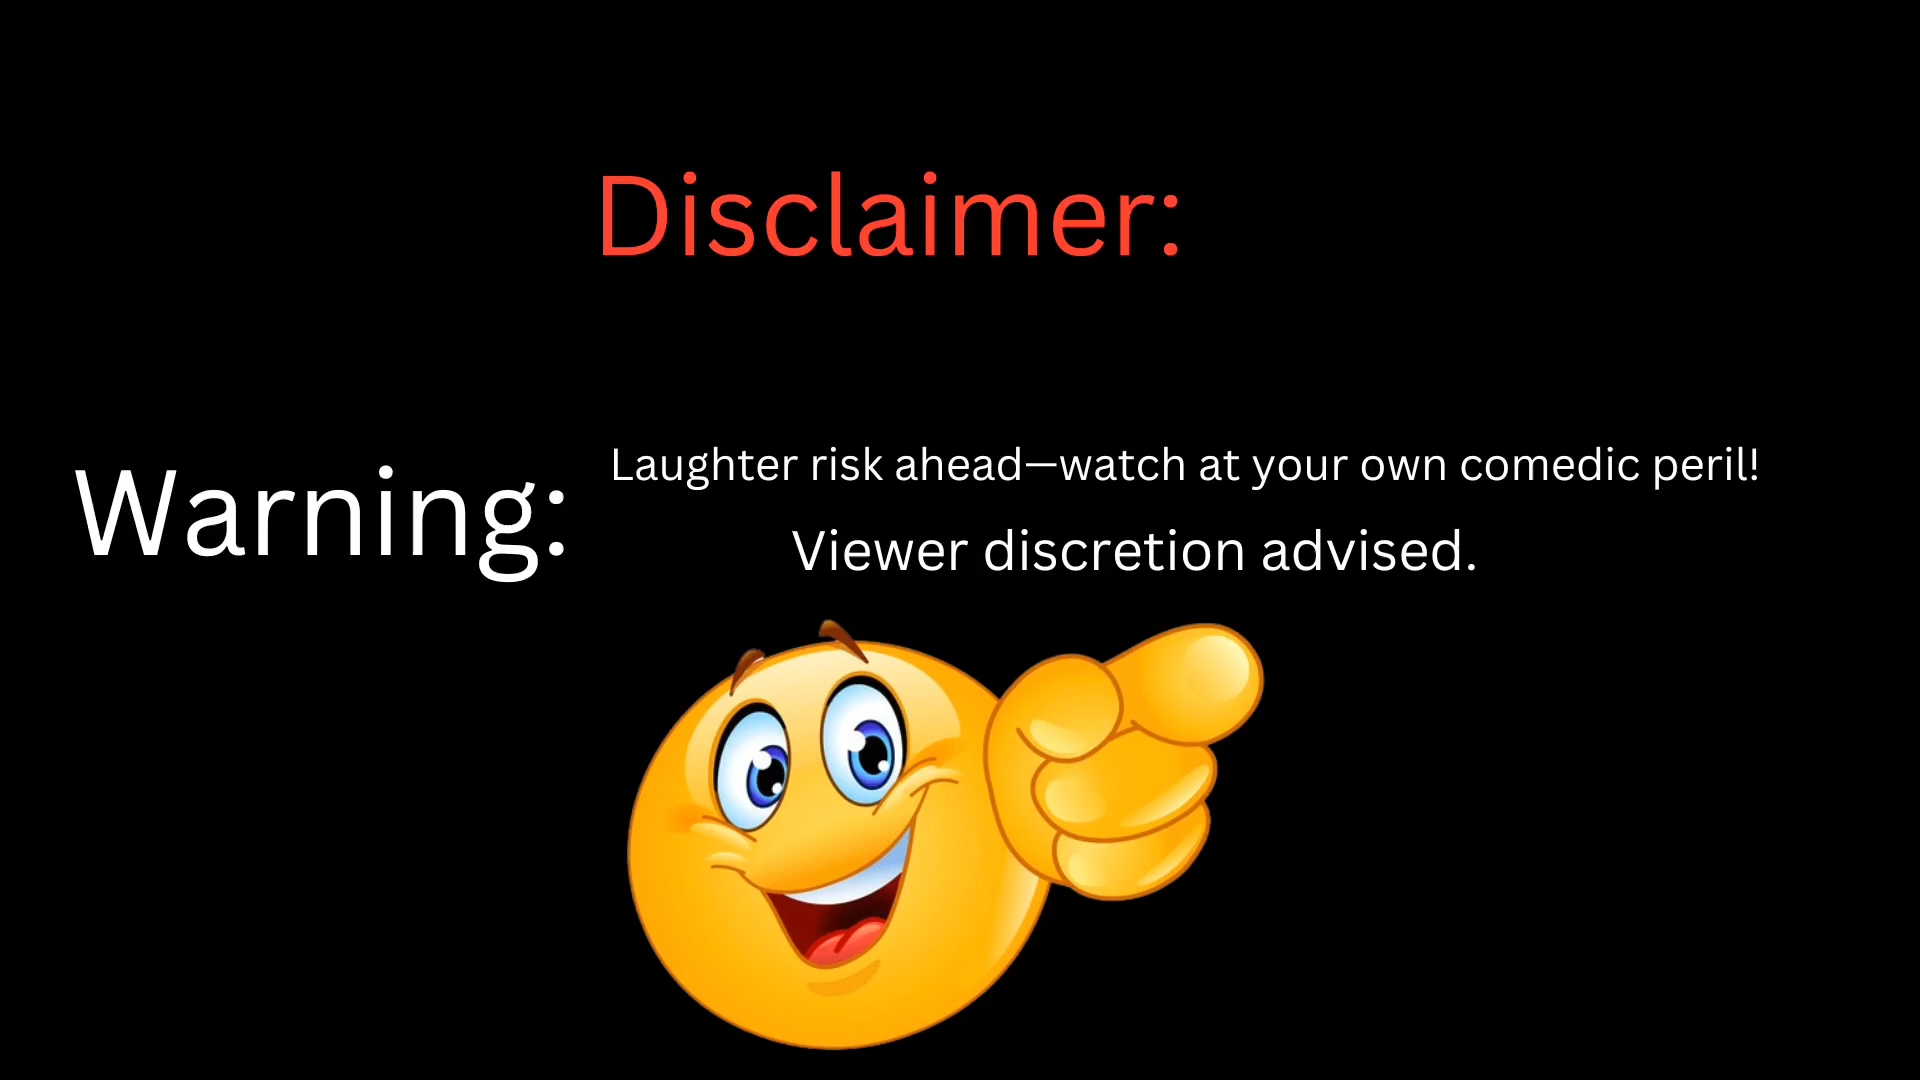 Disclaimer:
Warning:
Laughter risk ahead—watch at your own comedic peril!
Viewer discretion advised.